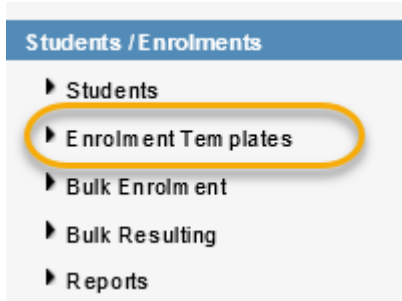 Students / Enrolments
Students
Enrolment Templates
Bulk Enrolment
Bulk Resulting
Reports